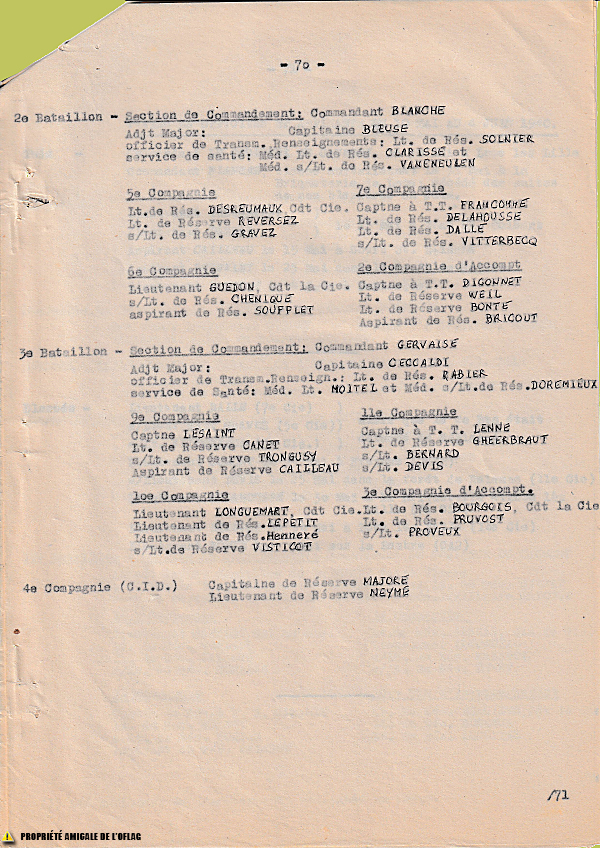 - 70 -
2e Bataillon - Section de Commandement: Commandant BLANCHE
Adjt Major: Capitaine BLEUSE
officier de Transm. Renseignements: Lt. de Rés. SOLNIER
service de santé: Méd. Lt. de Rés. CLARISSE et
Méd. s/Lt. de Rés. VANENEULEN
5e Compagnie
Lt.de Rés. DESREUMAUX, Cdt Cie.
Lt. de Réserve REVERSEZ
s/Lt. de Rés. GRAVEZ
7e Compagnie
Captne à T.T. FRANCOMME
Lt. de Rés. DELAHOUSSE
Lt. de Rés. DALLE
s/Lt. de Rés. VITTERBECQ
6e Compagnie
Lieutenant GUEDON, Cdt la Cie.
s/Lt. de Rés. CHENIQUE
aspirant de Rés. SOUFFLET
2e Compagnie d'Accompt
Captne à T.T. DIGONNET
Lt. de Réserve WEIL
Lt. de Réserve BONTE
Aspirant de Rés. BRICOUT
3e Bataillon - Section de Commandement: Commandant GERVAISE
Adjt Major: Capitaine CECCALDI
officier de Transm.Renseign.: Lt. de Rés. RABIER
service de Santé: Méd. Lt. MOITEL et Méd. s/Lt.de Rés. DOREMIEUX
9e Compagnie
Captne LESAINT
Lt. de Réserve CANET
s/Lt. de Réserve TRONGUSY
Aspirant de Réserve CAILLEAU
11e Compagnie
Captne à T. T. LENNE
Lt. de Réserve GHEERBRAUT
s/Lt. BERNARD
s/Lt. DEVIS
10e Compagnie
Lieutenant LONGUEMART, Cdt Cie.
Lieutenant de Rés. LEPETIT
Lieutenant de Rés. Henneré
s/Lt.de Réserve VISTICOT
3e Compagnie d'Accompt.
Lt. de Rés. BOURGOIS, Cdt la Cie
Lt. de Rés. PRUVOST
s/Lt. PROVEUX
4e Compagnie (C.I.D.) Capitaine de Réserve MAJORÉ
Lieutenant de Réserve NEYME
/71
PROPRIÉTÉ AMIGALE DE L'OFLAG